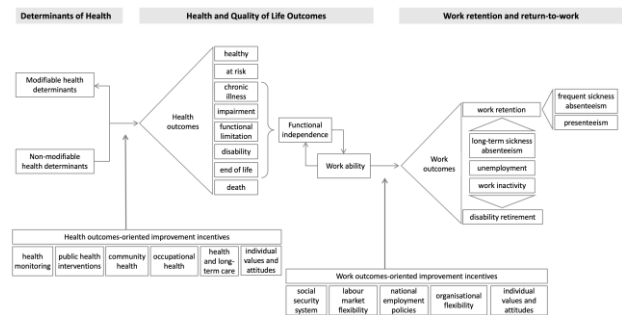 Determinants of Health
Health and Quality of Life Outcomes
Work retention and return-to-work
Modifiable health
determinants
Non-modifiable
health determinants
Health
outcomes
healthy
at risk
chronic
illness
impairment
functional
limitation
disability
end of life
death
Functional
independence
Work ability
Work
outcomes
work retention
long-term sickness
absenteeism
unemployment
work inactivity
disability retirement
frequent sickness
absenteeism
presenteeism
Health outcomes-oriented improvement incentives
health
monitoring
public health
interventions
community
health
occupational
health
health
and long-
term care
individual
values and
attitudes
Work outcomes-oriented improvement incentives
social
security
system
labour
market
flexibility
national
employment
policies
organisational
flexibility
individual
values and
attitudes